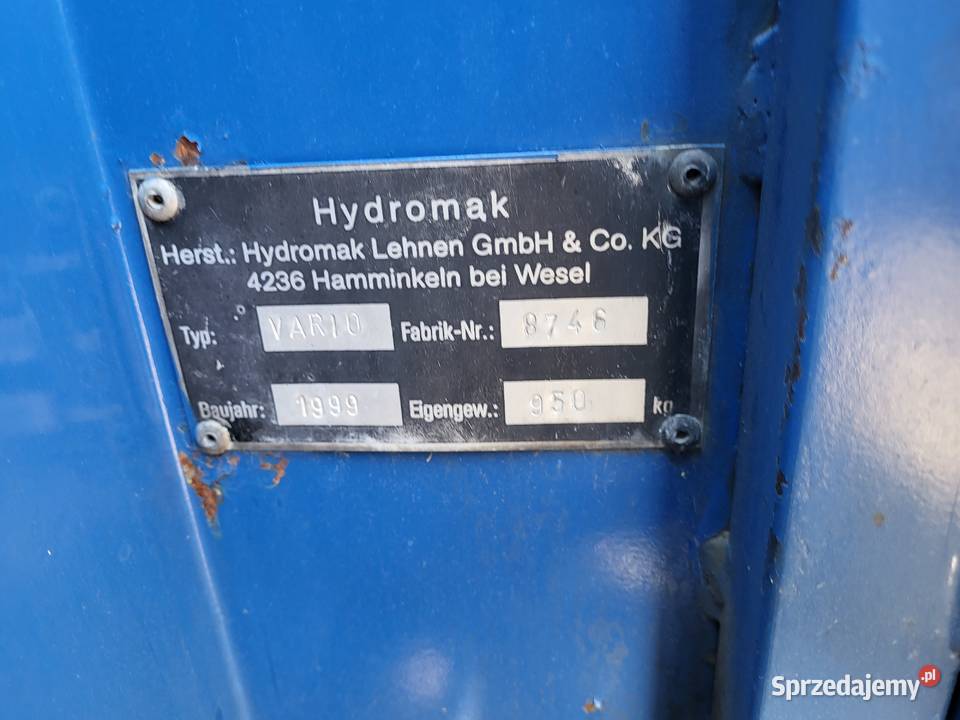 Hydromak
Herst.: Hydromak Lehnen GmbH & Co. KG
4236 Hamminkeln bei Wesel
Typ: VARIO Fabrik-Nr.: 8746
Baujahr: 1999 Eigengew.: 950 kg
Sprzedajemy.pl